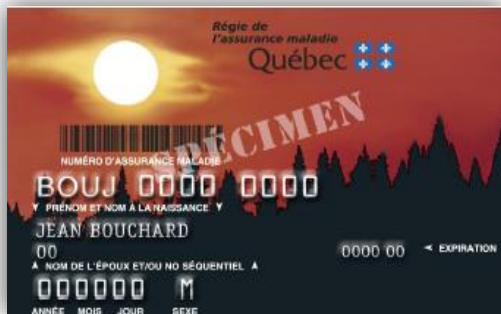 Régie de
l'assurance maladie
Québec
SPÉCIMEN
NUMÉRO D'ASSURANCE MALADIE
BOUJ 0000 0000
PRÉNOM ET NOM À LA NAISSANCE
JEAN BOUCHARD
00
0000 00 EXPIRATION
NOM DE L'ÉPOUX ET/OU NO SÉQUENTIEL
000000 M
ANNÉE MOIS JOUR SEXE